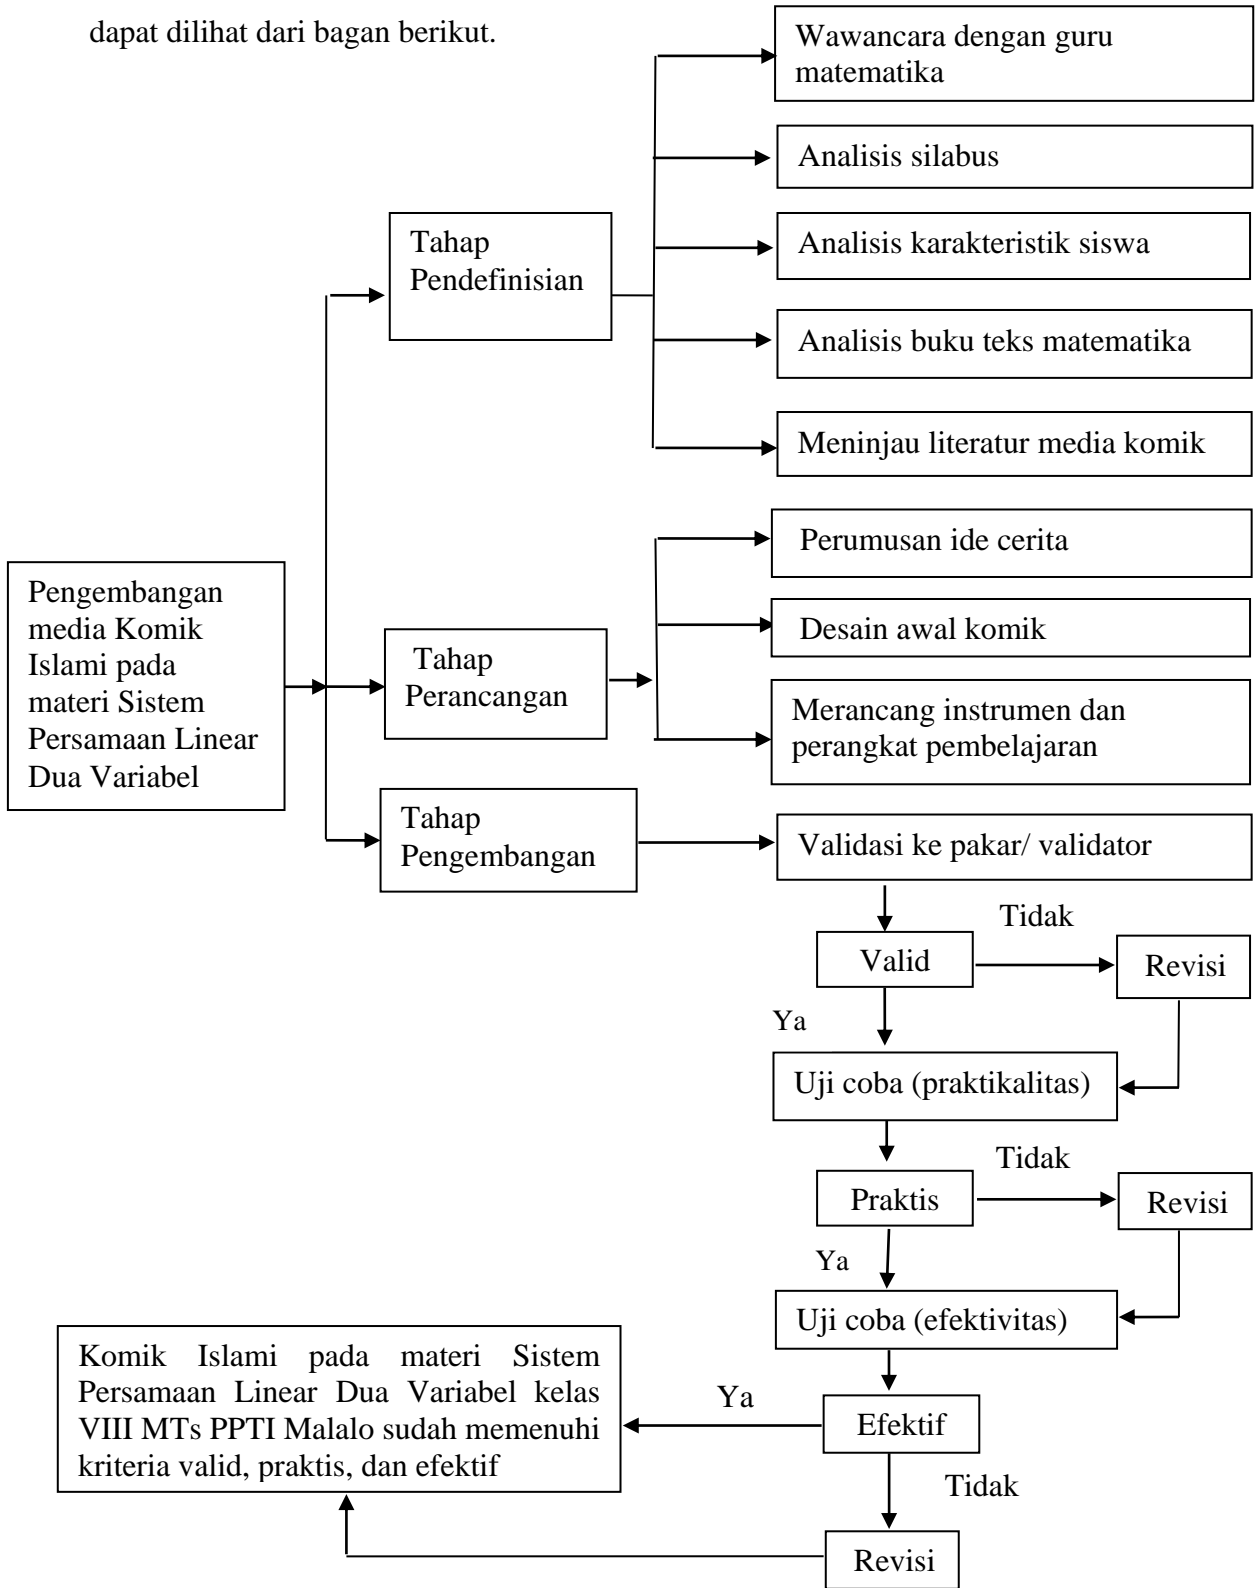 dapat dilihat dari bagan berikut.
Wawancara dengan guru
matematika
Analisis silabus
Tahap
Pendefinisian
Analisis karakteristik siswa
Analisis buku teks matematika
Meninjau literatur media komik
Pengembangan
media Komik
Islami pada
materi Sistem
Persamaan Linear
Dua Variabel
Tahap
Perancangan
Perumusan ide cerita
Desain awal komik
Merancang instrumen dan
perangkat pembelajaran
Tahap
Pengembangan
Validasi ke pakar/ validator
Tidak
Valid
Revisi
Ya
Uji coba (praktikalitas)
Tidak
Praktis
Revisi
Ya
Uji coba (efektivitas)
Komik Islami pada materi Sistem
Persamaan Linear Dua Variabel kelas
VIII MTs PPTI Malalo sudah memenuhi
kriteria valid, praktis, dan efektif
Ya
Efektif
Tidak
Revisi